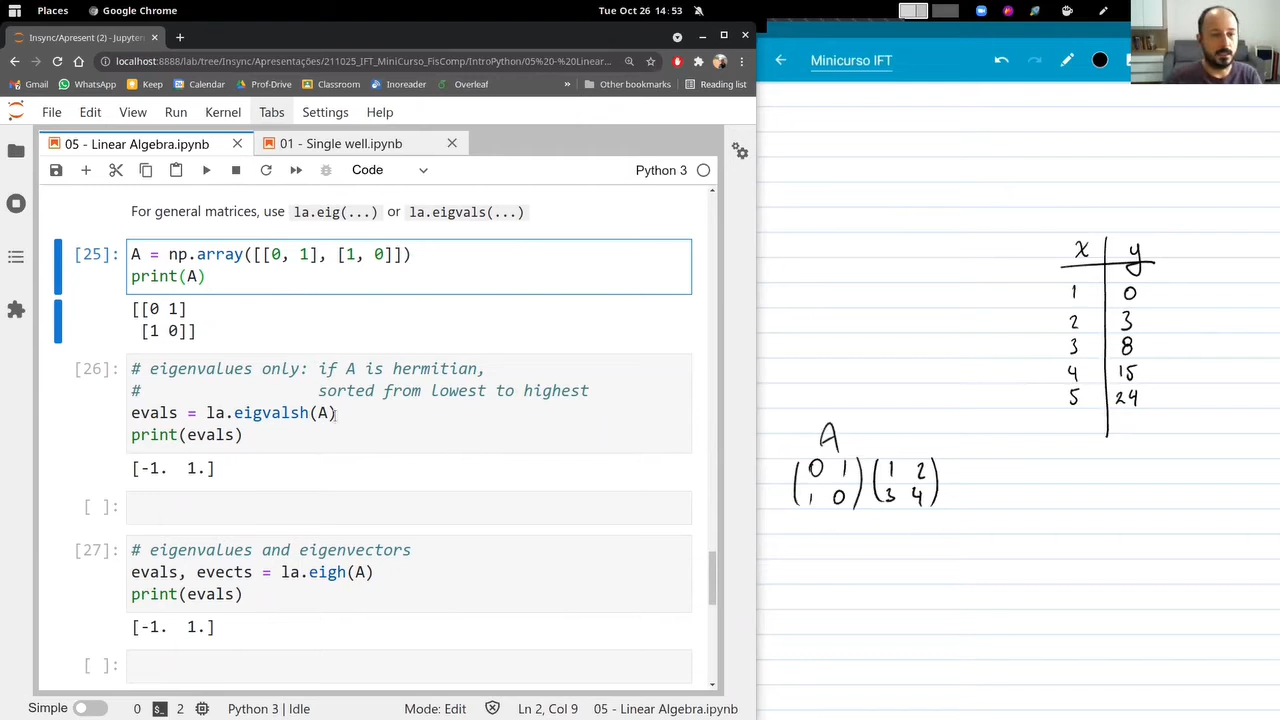 Places Google Chrome Tue Oct 26 14:53
Insync/Apresent (2) - Jupyter
localhost:8888/lab/tree/Insync/Apresentações/211025_IFT_MiniCurso_FisComp/IntroPython/05%20-%20Linear...
Gmail WhatsApp Keep Calendar Prof-Drive Classroom Inoreader Overleaf » Other bookmarks Reading list
File Edit View Run Kernel Tabs Settings Help
05 - Linear Algebra.ipynb 01 - Single well.ipynb
Code Python 3
For general matrices, use la.eig(...) or la.eigvals(...)
[25]: A = np.array([[0, 1], [1, 0]])
print(A)
[[0 1]
[1 0]]
[26]: # eigenvalues only: if A is hermitian,
# sorted from lowest to highest
evals = la.eigvalsh(A)
print(evals)
[-1. 1.]
[ ]:
[27]: # eigenvalues and eigenvectors
evals, evects = la.eigh(A)
print(evals)
[-1. 1.]
[ ]:
Simple 0 2 Python 3 | Idle Mode: Edit Ln 2, Col 9 05 - Linear Algebra.ipynb
Minicurso IFT
x y
1 0
2 3
3 8
4 15
5 24
A
(0 1) (1 2)
(1 0) (3 4)